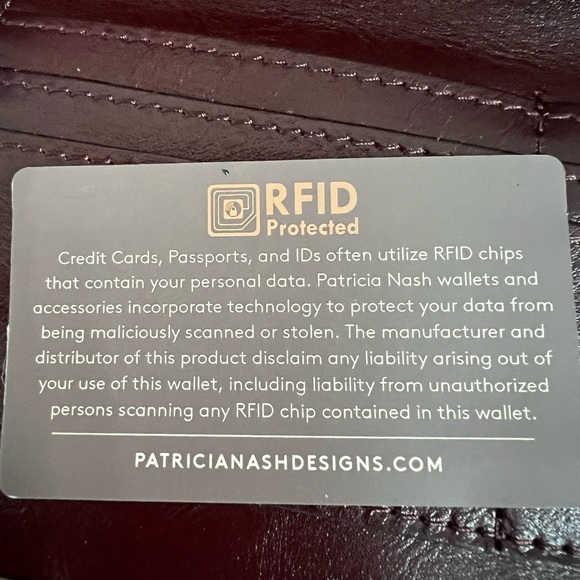 RFID
Protected
Credit Cards, Passports, and IDs often utilize RFID chips
that contain your personal data. Patricia Nash wallets and
accessories incorporate technology to protect your data from
being maliciously scanned or stolen. The manufacturer and
distributor of this product disclaim any liability arising out of
your use of this wallet, including liability from unauthorized
persons scanning any RFID chip contained in this wallet.
PATRICIANASHDESIGNS.COM